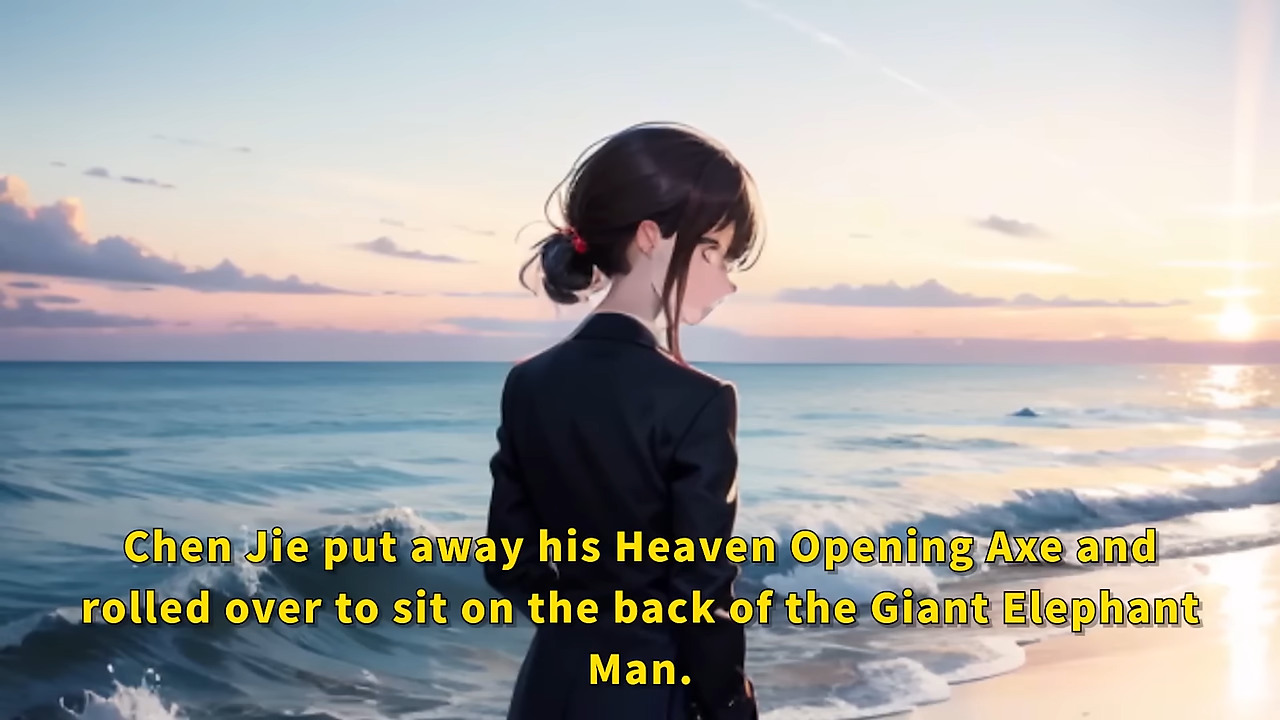 Chen Jie put away his Heaven Opening Axe and
rolled over to sit on the back of the Giant Elephant
Man.